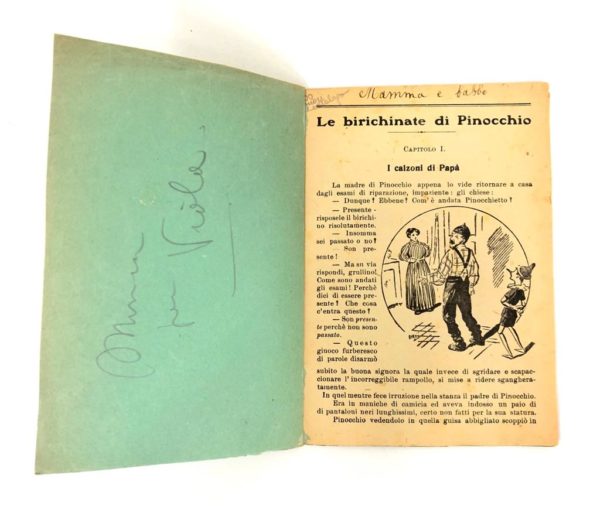 Mimma
per Viola.
Mamma e babbo
Le birichinate di Pinocchio
CAPITOLO I.
I calzoni di Papá
La madre di Pinocchio appena lo vide ritornare a casa
dagli esami di riparazione, impaziente: gli chiese:
— Dunque! Ebbene! Com' è andata Pinocchietto!
— Presente -
risposele il birichi-
no risolutamente.
— Insomma
sei passato o no!
— Son pre-
sente!
— Ma su via
rispondi, grullino!
Come sono andati
gli esami! Perchè
dici di essere pre-
sente! Che cosa
c'entra questo!
— Son presen-
te perchè non sono
passato.
— Questo
giuoco furberesco
di parole disarmò
subito la buona signora la quale invece di sgridare e scapac-
cionare l' incorreggibile rampollo, si mise a ridere sganghera-
tamente.
In quel mentre fece irruzione nella stanza il padre di Pinocchio.
Era in maniche di camicia ed aveva indosso un paio di
di pantaloni neri lunghissimi, certo non fatti per la sua statura.
Pinocchio vedendolo in quella guisa abbigliato scoppiò in